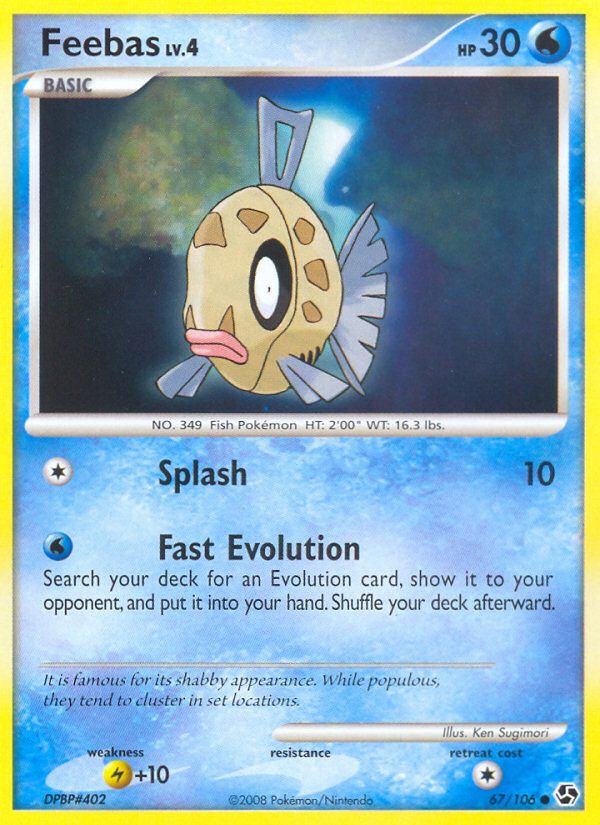 Feebas LV.4
HP 30
BASIC
NO. 349 Fish Pokémon HT: 2'00" WT: 16.3 lbs.
Splash 10
Fast Evolution
Search your deck for an Evolution card, show it to your
opponent, and put it into your hand. Shuffle your deck afterward.
It is famous for its shabby appearance. While populous,
they tend to cluster in set locations.
Illus. Ken Sugimori
weakness resistance retreat cost
+10
DPBP#402 ©2008 Pokémon/Nintendo 67/106